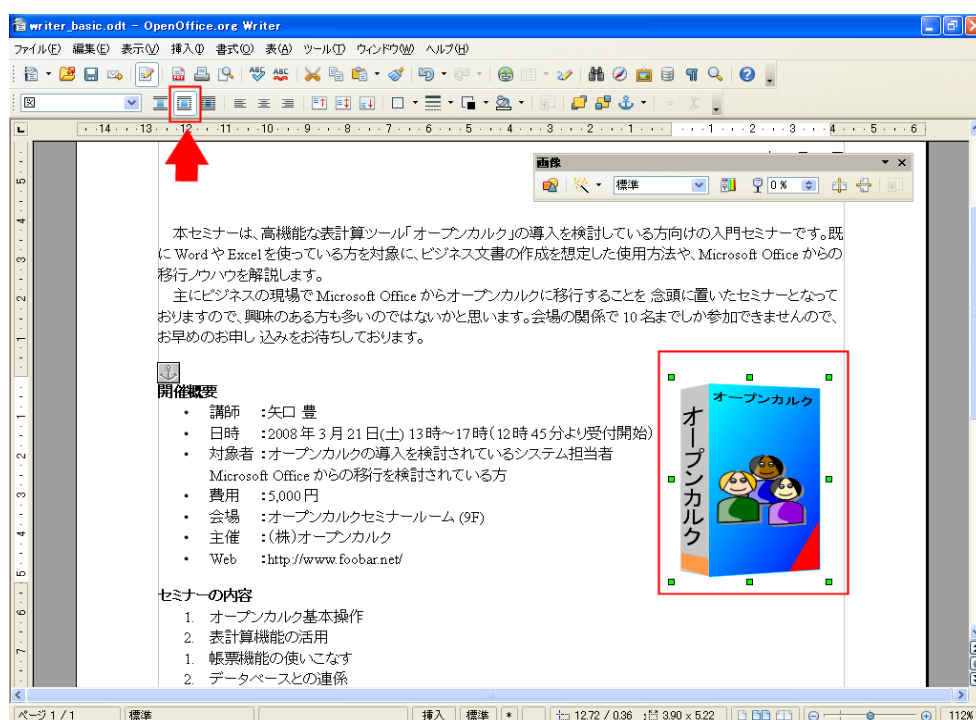 writer_basic.odt - OpenOffice.org Writer
ファイル(F) 編集(E) 表示(V) 挿入(I) 書式(O) 表(A) ツール(T) ウィンドウ(W) ヘルプ(H)
図
14 13 12 11 10 9 8 7 6 5 4 3 2 1 1 2 3 4 5 6
画像
標準 0%
本セミナーは、高機能な表計算ツール「オープンカルク」の導入を検討している方向けの入門セミナーです。既
に Word や Excel を使っている方を対象に、ビジネス文書の作成を想定した使用方法や、Microsoft Office からの
移行ノウハウを解説します。
主にビジネスの現場で Microsoft Office からオープンカルクに移行することを 念頭に置いたセミナーとなって
おりますので、興味のある方も多いのではないかと思います。会場の関係で 10 名までしか参加できませんので、
お早めのお申し 込みをお待ちしております。
開催概要
• 講師 :矢口 豊
• 日時 :2008 年 3 月 21 日(土) 13 時～17 時(12 時 45 分より受付開始)
• 対象者 :オープンカルクの導入を検討されているシステム担当者
Microsoft Office からの移行を検討されている方
• 費用 :5,000 円
• 会場 :オープンカルクセミナールーム (9F)
• 主催 :(株)オープンカルク
• Web :http://www.foobar.net/
オープンカルク
オープンカルク
セミナーの内容
1. オープンカルク基本操作
2. 表計算機能の活用
1. 帳票機能の使いこなす
2. データベースとの連係
ページ 1 / 1 標準 挿入 標準 * 12.72 / 0.36 3.90 x 5.22 112%